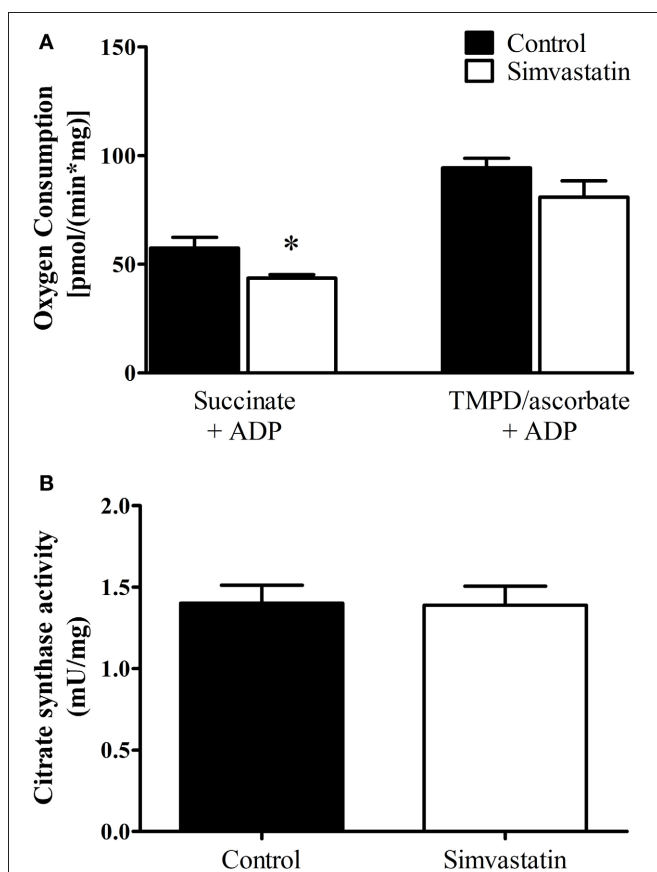 A
150
100
50
0
Oxygen Consumption
[pmol/(min*mg)]
Control
Simvastatin
*
Succinate
+ ADP
TMPD/ascorbate
+ ADP
B
2.0
1.5
1.0
0.5
0.0
Citrate synthase activity
(mU/mg)
Control
Simvastatin